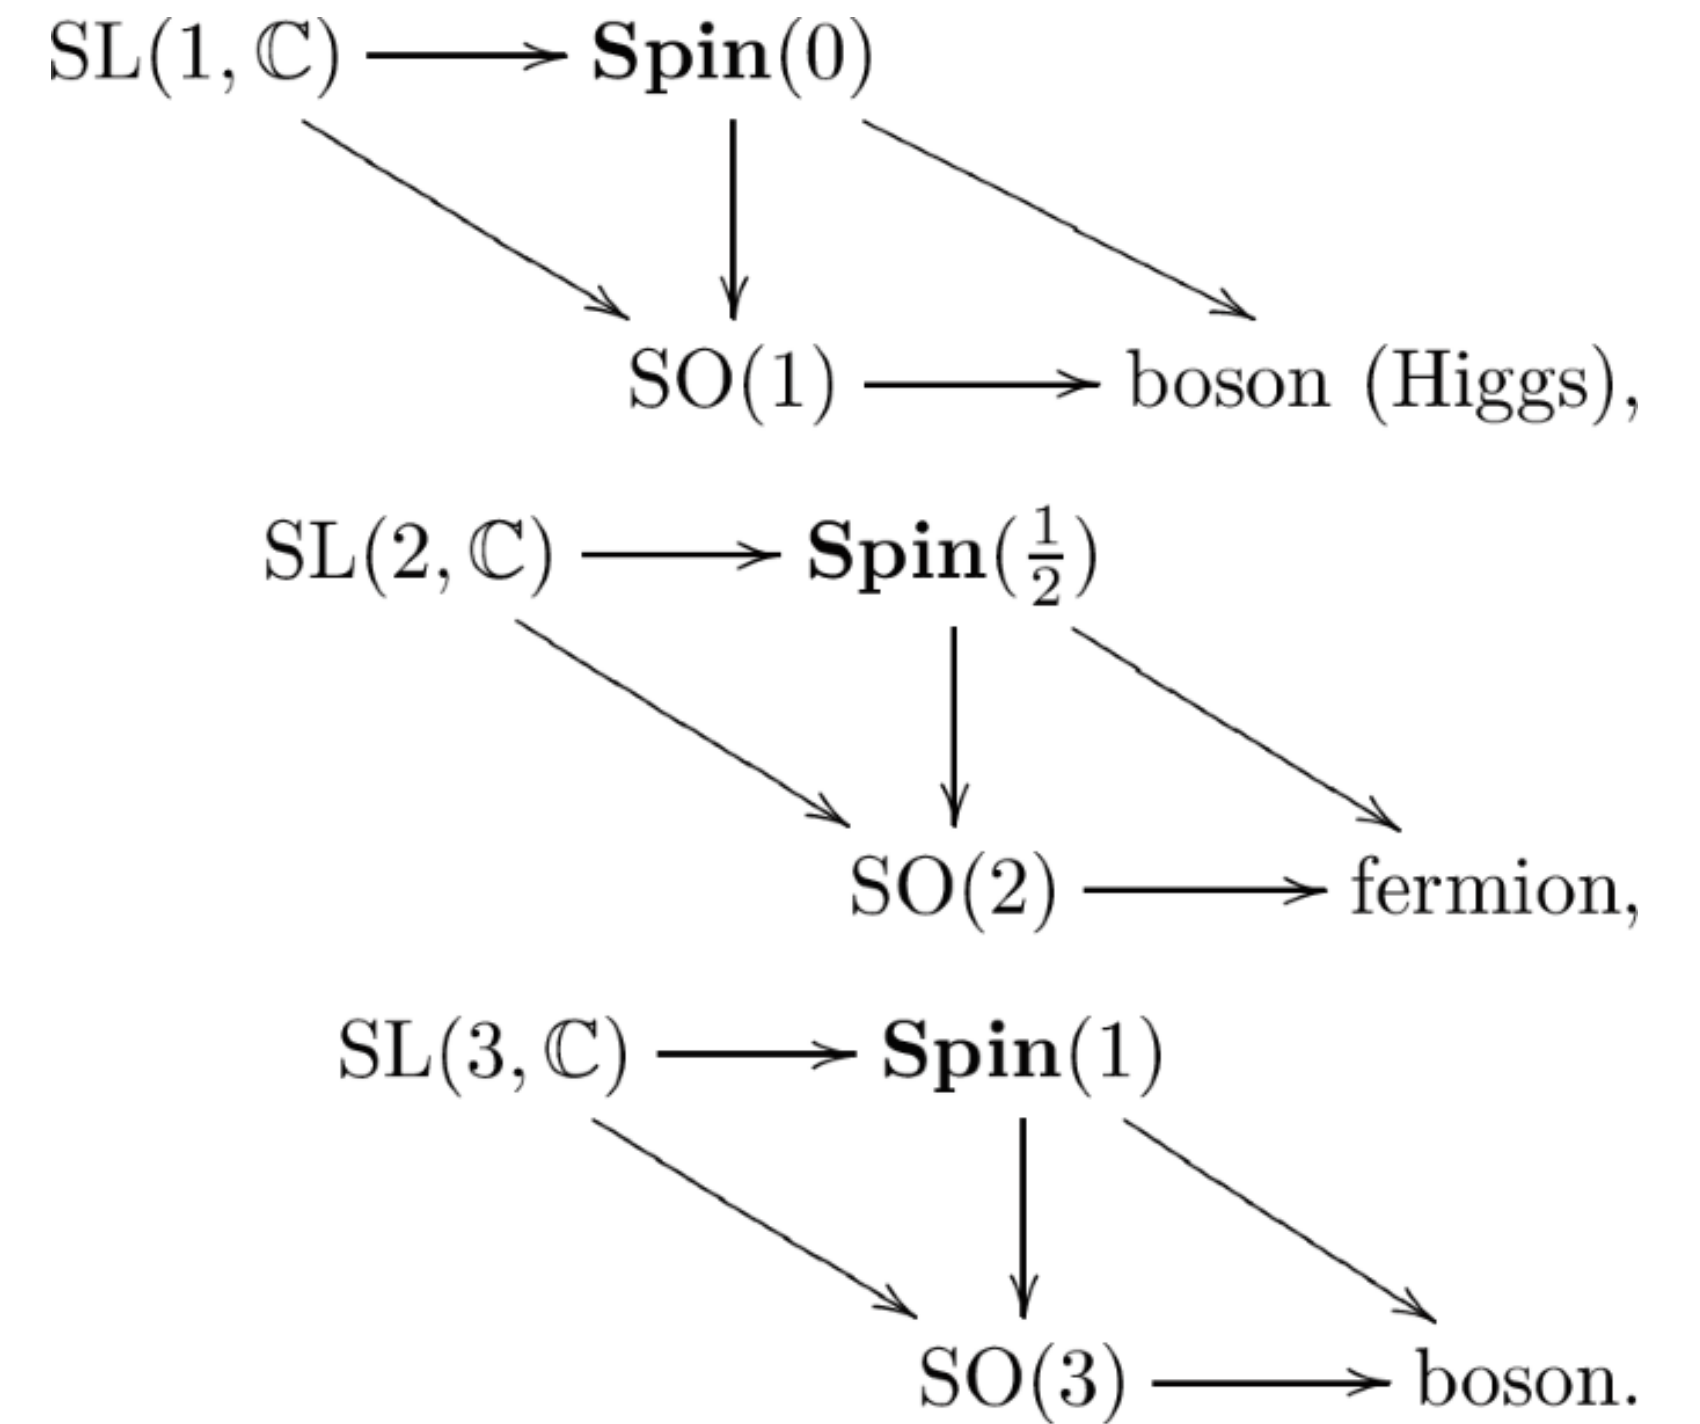 SL(1, ℂ) Spin(0)
SO(1) boson (Higgs),
SL(2, ℂ) Spin(1/2)
SO(2) fermion,
SL(3, ℂ) Spin(1)
SO(3) boson.